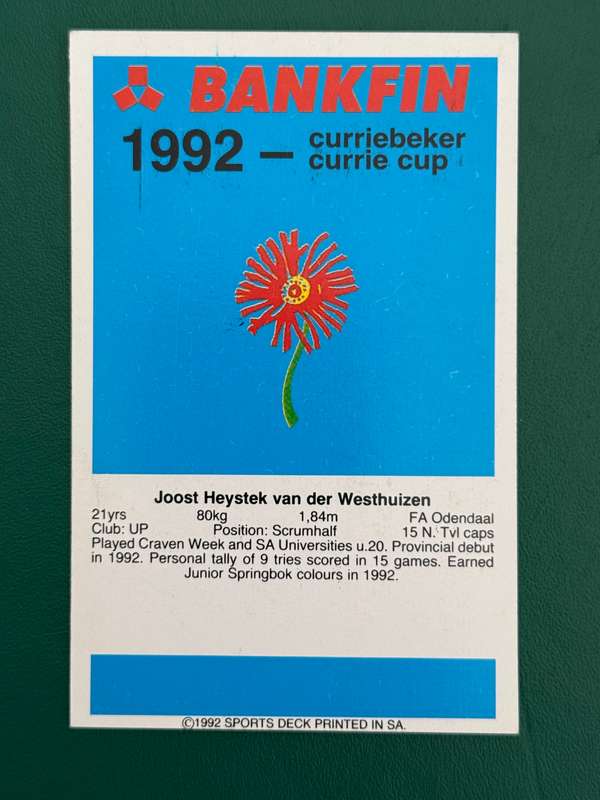 BANKFIN
1992 – curriebeker
currie cup
Joost Heystek van der Westhuizen
21yrs 80kg 1,84m FA Odendaal
Club: UP Position: Scrumhalf 15 N. Tvl caps
Played Craven Week and SA Universities u.20. Provincial debut
in 1992. Personal tally of 9 tries scored in 15 games. Earned
Junior Springbok colours in 1992.
©1992 SPORTS DECK PRINTED IN SA.